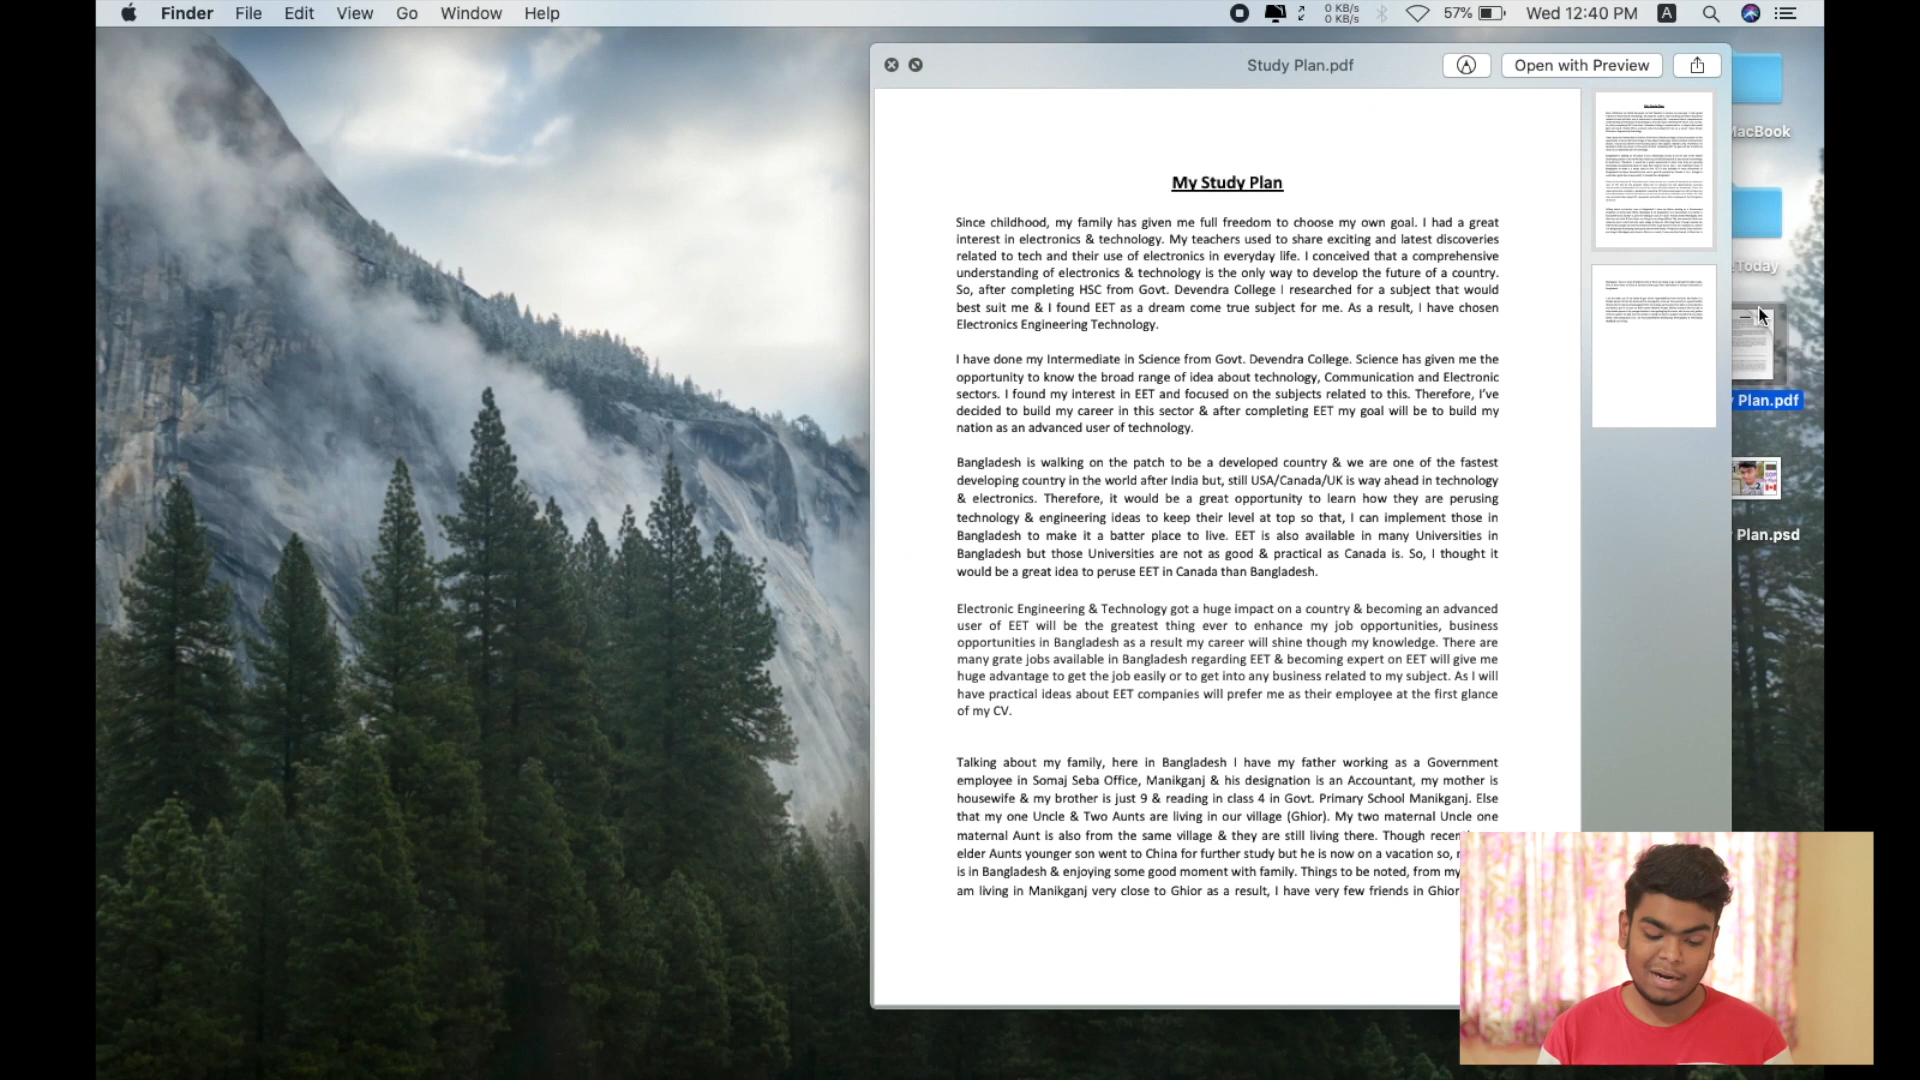 Finder File Edit View Go Window Help
0 KB/s
0 KB/s
57%
Wed 12:40 PM
A
Study Plan.pdf
Open with Preview
MacBook
Today
Plan.pdf
Plan.psd
My Study Plan
Since childhood, my family has given me full freedom to choose my own goal. I had a great
interest in electronics & technology. My teachers used to share exciting and latest discoveries
related to tech and their use of electronics in everyday life. I conceived that a comprehensive
understanding of electronics & technology is the only way to develop the future of a country.
So, after completing HSC from Govt. Devendra College I researched for a subject that would
best suit me & I found EET as a dream come true subject for me. As a result, I have chosen
Electronics Engineering Technology.
I have done my Intermediate in Science from Govt. Devendra College. Science has given me the
opportunity to know the broad range of idea about technology, Communication and Electronic
sectors. I found my interest in EET and focused on the subjects related to this. Therefore, I've
decided to build my career in this sector & after completing EET my goal will be to build my
nation as an advanced user of technology.
Bangladesh is walking on the patch to be a developed country & we are one of the fastest
developing country in the world after India but, still USA/Canada/UK is way ahead in technology
& electronics. Therefore, it would be a great opportunity to learn how they are perusing
technology & engineering ideas to keep their level at top so that, I can implement those in
Bangladesh to make it a batter place to live. EET is also available in many Universities in
Bangladesh but those Universities are not as good & practical as Canada is. So, I thought it
would be a great idea to peruse EET in Canada than Bangladesh.
Electronic Engineering & Technology got a huge impact on a country & becoming an advanced
user of EET will be the greatest thing ever to enhance my job opportunities, business
opportunities in Bangladesh as a result my career will shine though my knowledge. There are
many grate jobs available in Bangladesh regarding EET & becoming expert on EET will give me
huge advantage to get the job easily or to get into any business related to my subject. As I will
have practical ideas about EET companies will prefer me as their employee at the first glance
of my CV.
Talking about my family, here in Bangladesh I have my father working as a Government
employee in Somaj Seba Office, Manikganj & his designation is an Accountant, my mother is
housewife & my brother is just 9 & reading in class 4 in Govt. Primary School Manikganj. Else
that my one Uncle & Two Aunts are living in our village (Ghior). My two maternal Uncle one
maternal Aunt is also from the same village & they are still living there. Though
elder Aunts younger son went to China for further study but he is now on a vacation so,
is in Bangladesh & enjoying some good moment with family. Things to be noted, from my
am living in Manikganj very close to Ghior as a result, I have very few friends in Ghior